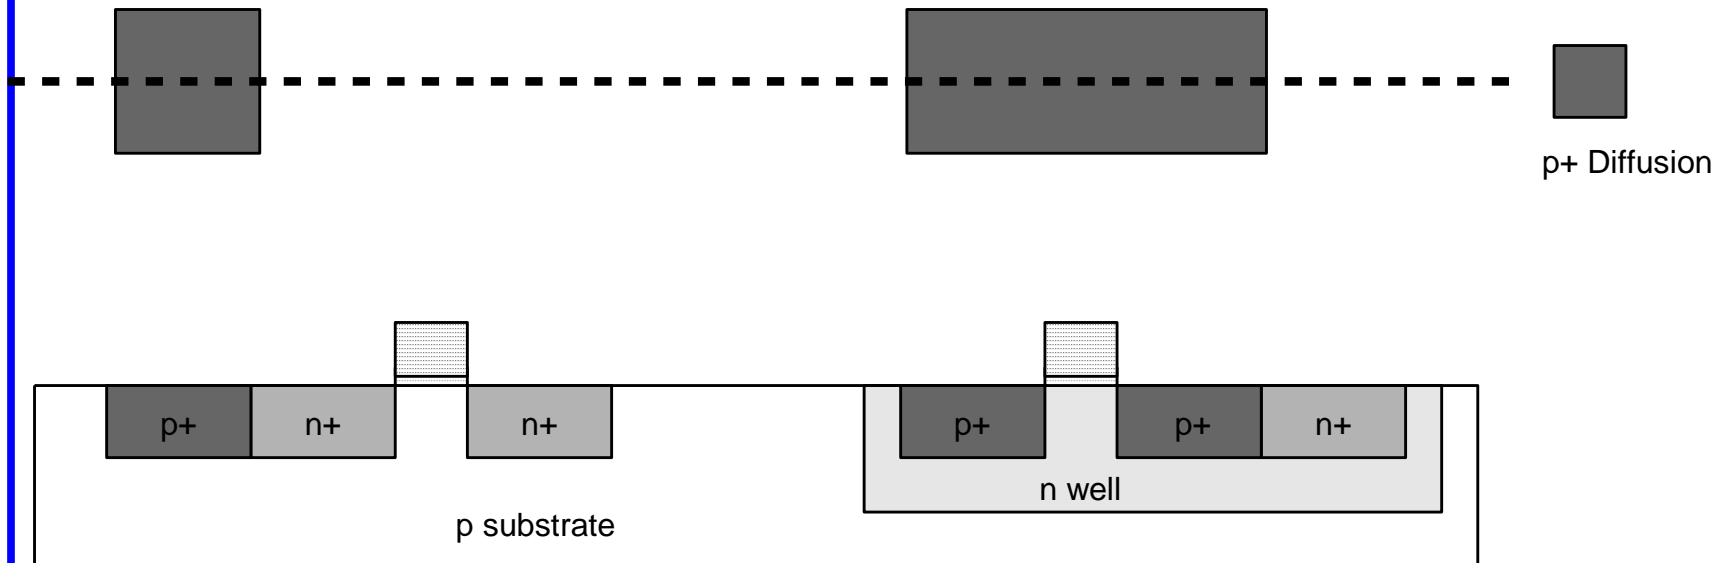 p+ Diffusion
p+ n+ n+ p+ p+ n+
n well
p substrate